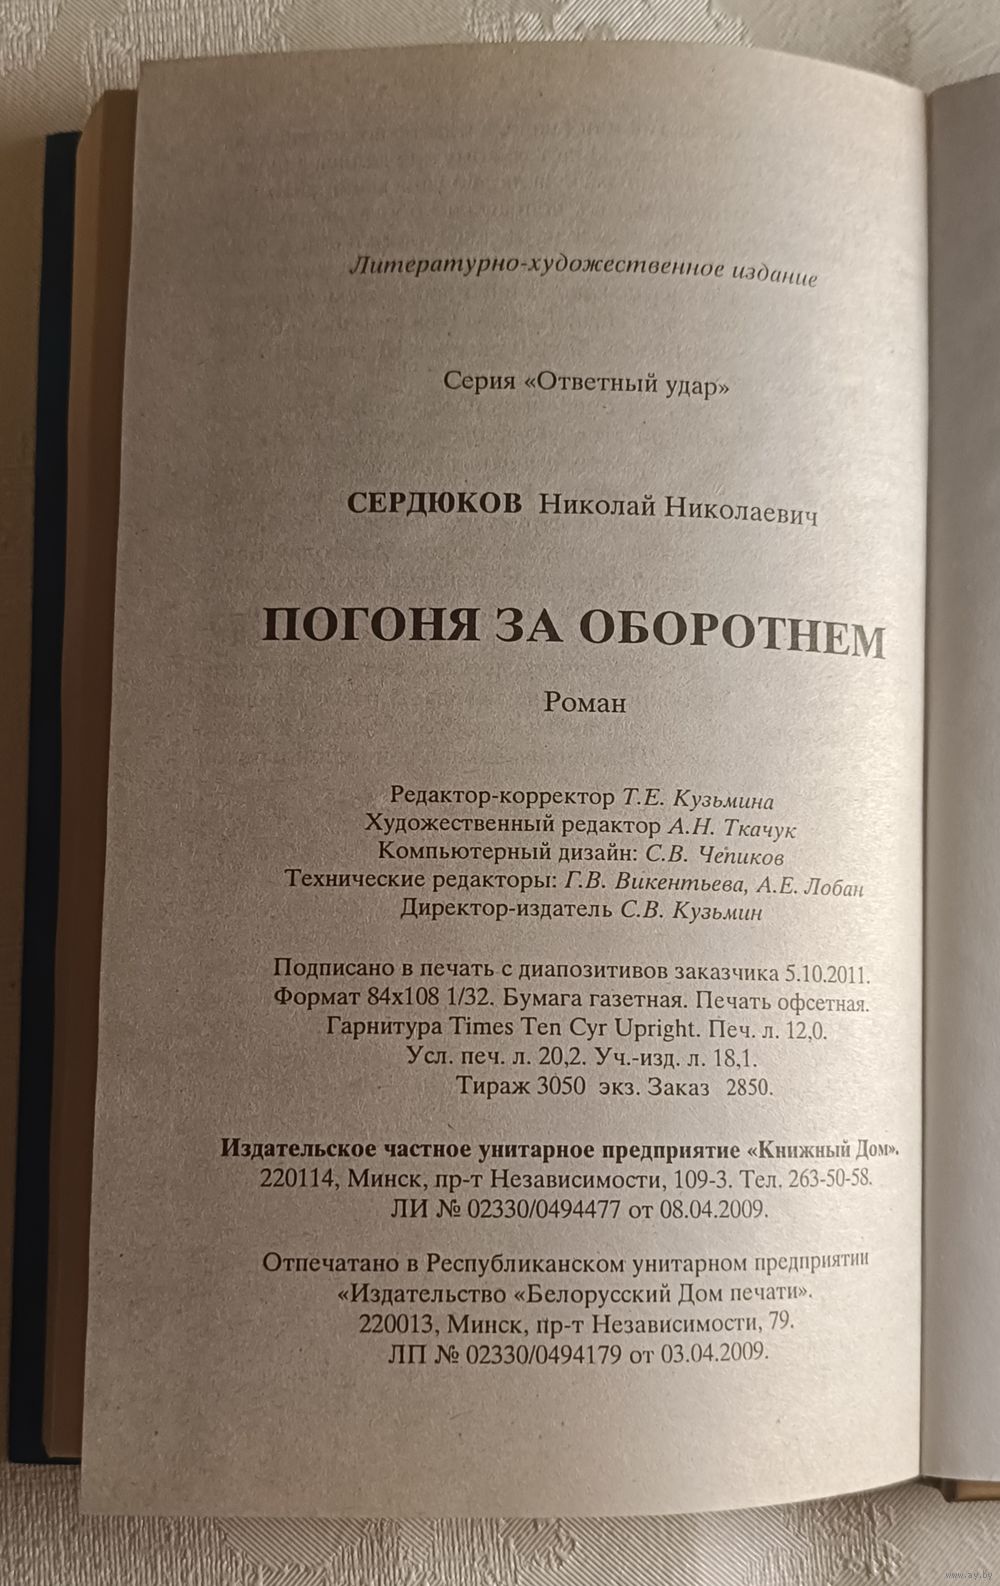 Литературно-художественное издание
Серия «Ответный удар»
СЕРДЮКОВ Николай Николаевич
ПОГОНЯ ЗА ОБОРОТНЕМ
Роман
Редактор-корректор Т.Е. Кузьмина
Художественный редактор А.Н. Ткачук
Компьютерный дизайн: С.В. Чепиков
Технические редакторы: Г.В. Викентьева, А.Е. Лобан
Директор-издатель С.В. Кузьмин
Подписано в печать с диапозитивов заказчика 5.10.2011.
Формат 84х108 1/32. Бумага газетная. Печать офсетная.
Гарнитура Times Ten Cyr Upright. Печ. л. 12,0.
Усл. печ. л. 20,2. Уч.-изд. л. 18,1.
Тираж 3050 экз. Заказ 2850.
Издательское частное унитарное предприятие «Книжный Дом».
220114, Минск, пр-т Независимости, 109-3. Тел. 263-50-58.
ЛИ № 02330/0494477 от 08.04.2009.
Отпечатано в Республиканском унитарном предприятии
«Издательство «Белорусский Дом печати».
220013, Минск, пр-т Независимости, 79.
ЛП № 02330/0494179 от 03.04.2009.
www.ay.by